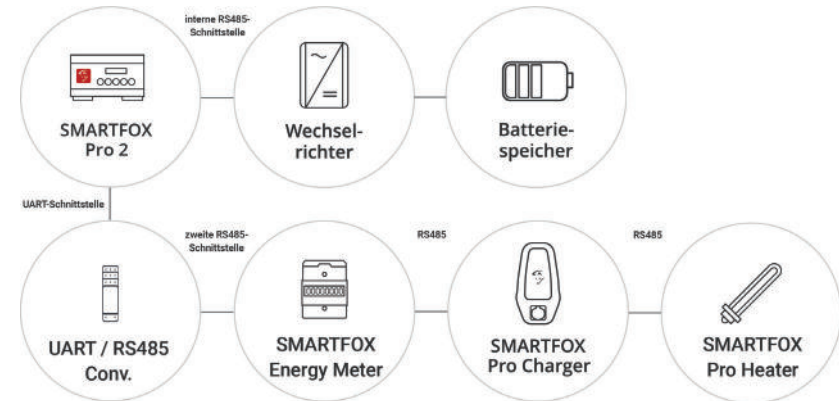 interne RS485-
Schnittstelle
SMARTFOX
Pro 2
Wechsel-
richter
Batterie-
speicher
UART-Schnittstelle
zweite RS485-
Schnittstelle
RS485
RS485
UART / RS485
Conv.
SMARTFOX
Energy Meter
SMARTFOX
Pro Charger
SMARTFOX
Pro Heater